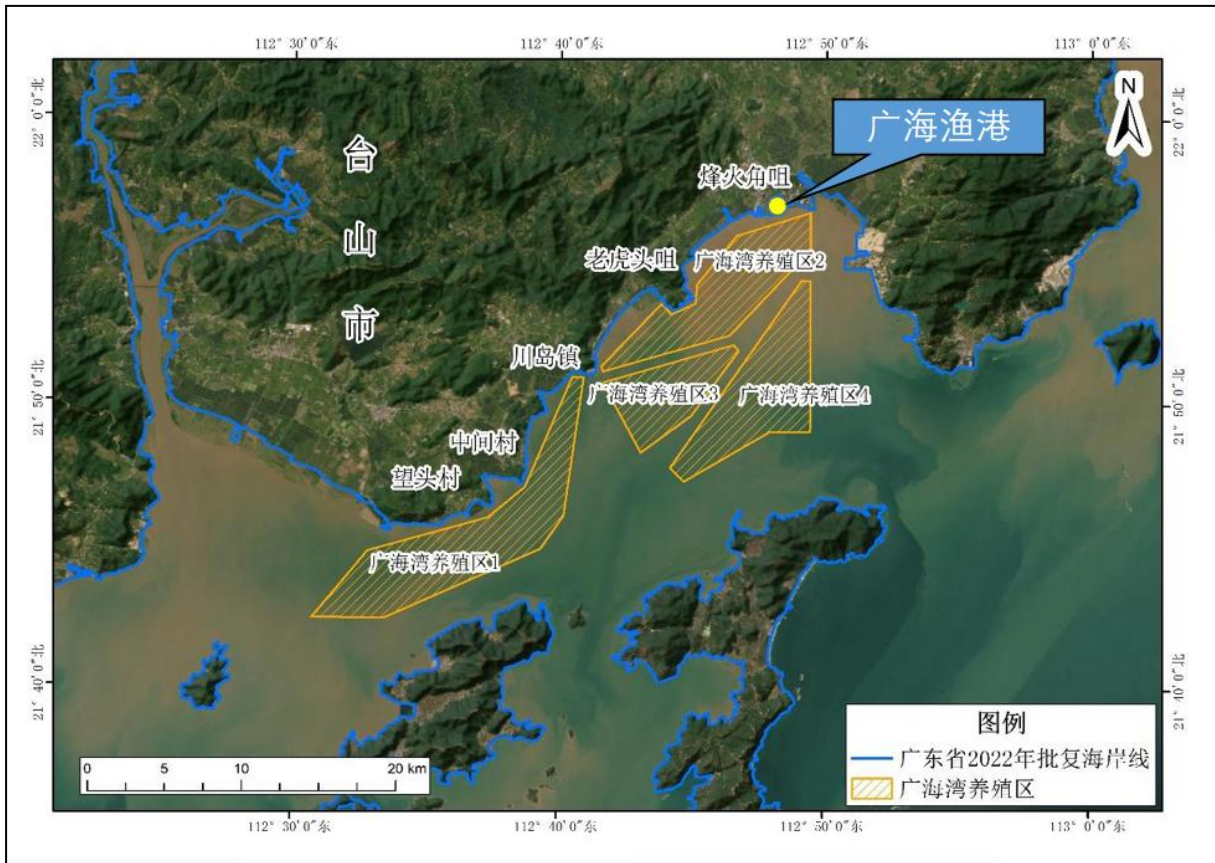 112° 30′0″东
112° 40′0″东
112° 50′0″东
113° 0′0″东
22° 0′0″北
22° 0′0″北
N
广海渔港
台
山
市
烽火角咀
老虎头咀
广海湾养殖区2
川岛镇
广海湾养殖区3
广海湾养殖区4
21° 50′0″北
21° 50′0″北
中间村
望头村
广海湾养殖区1
21° 40′0″北
21° 40′0″北
图例
广东省2022年批复海岸线
广海湾养殖区
0 5 10 20 km
112° 30′0″东
112° 40′0″东
112° 50′0″东
113° 0′0″东